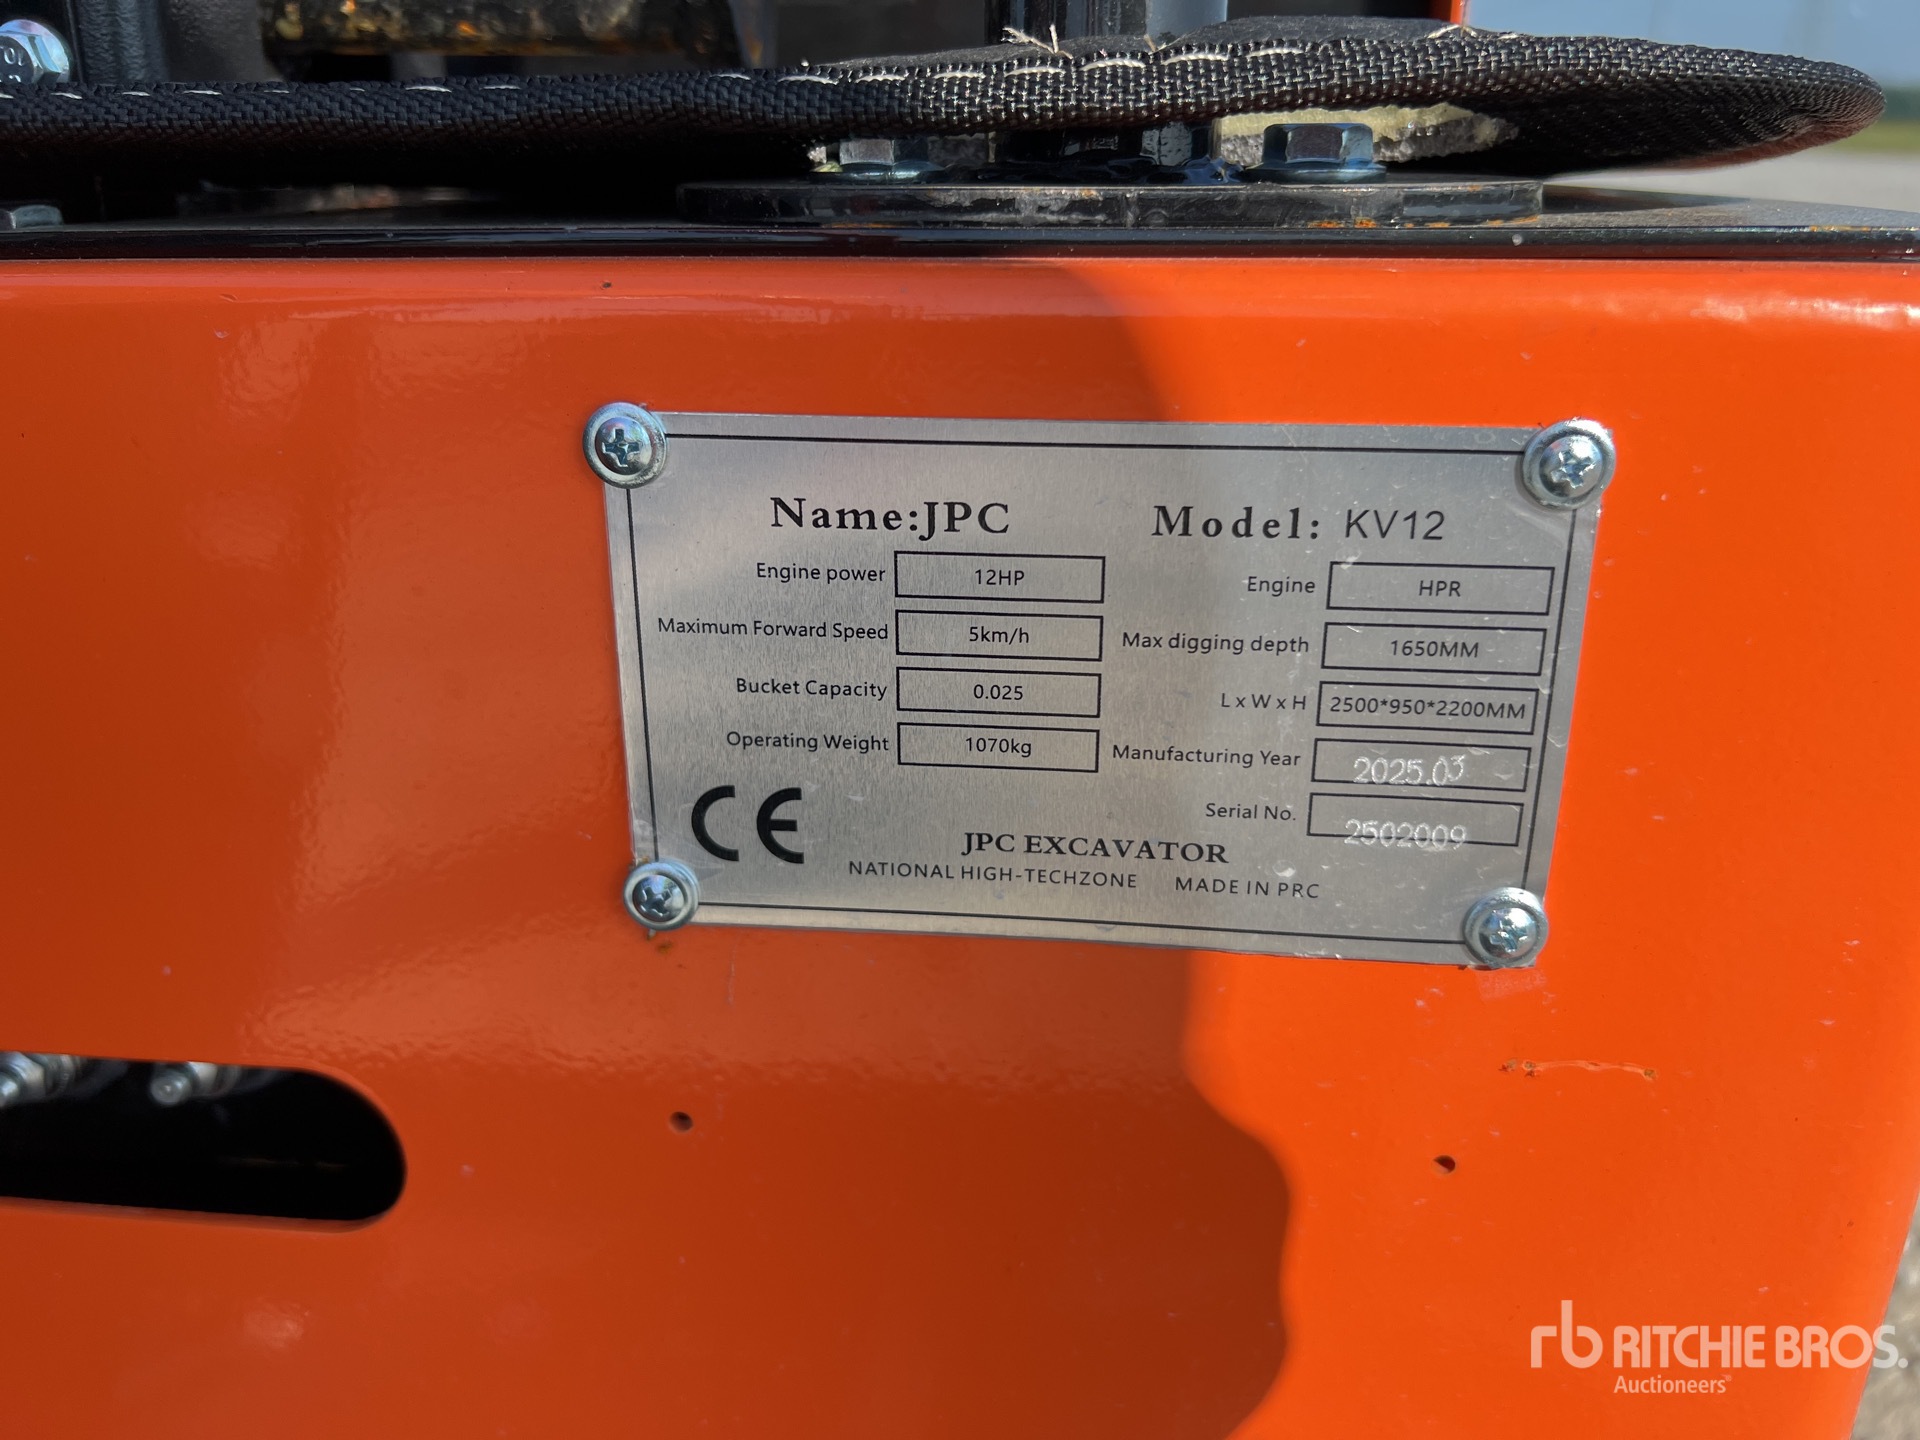 Name:JPC Model: KV12
Engine power 12HP Engine HPR
Maximum Forward Speed 5km/h Max digging depth 1650MM
Bucket Capacity 0.025 L x W x H 2500*950*2200MM
Operating Weight 1070kg Manufacturing Year 2025.03
Serial No. 2502009
CE
JPC EXCAVATOR
NATIONAL HIGH-TECHZONE MADE IN PRC
rb RITCHIE BROS.
Auctioneers